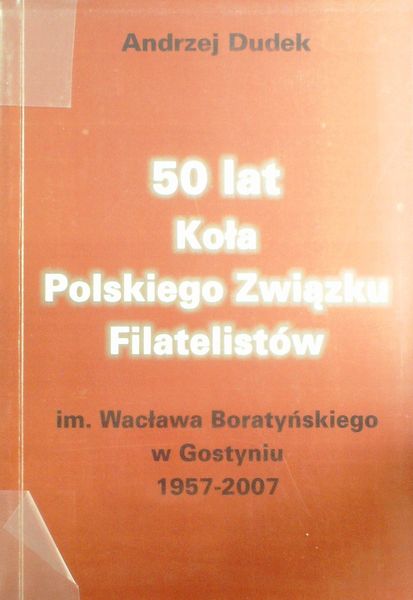 Andrzej Dudek
50 lat
Koła
Polskiego Związku
Filatelistów
im. Wacława Boratyńskiego
w Gostyniu
1957-2007